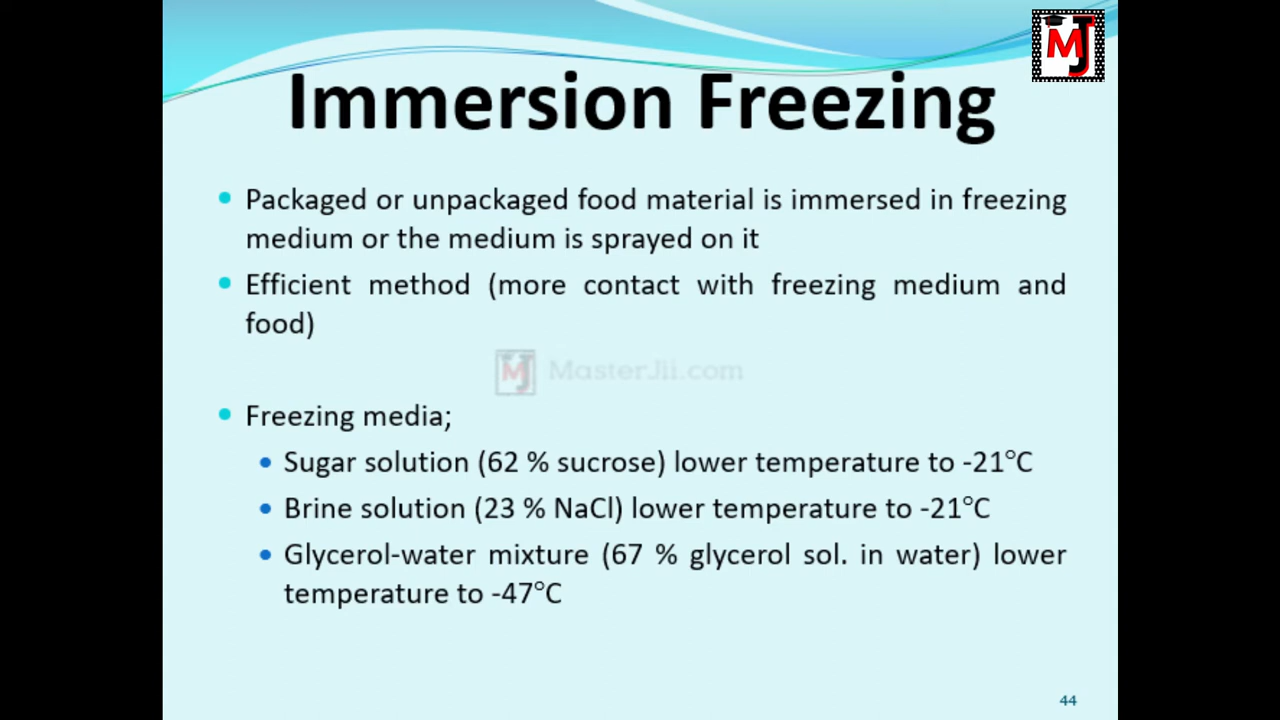 MJ
Immersion Freezing
• Packaged or unpackaged food material is immersed in freezing
medium or the medium is sprayed on it
• Efficient method (more contact with freezing medium and
food)
MJ MasterJii.com
• Freezing media;
• Sugar solution (62 % sucrose) lower temperature to -21°C
• Brine solution (23 % NaCl) lower temperature to -21°C
• Glycerol-water mixture (67 % glycerol sol. in water) lower
temperature to -47°C
44